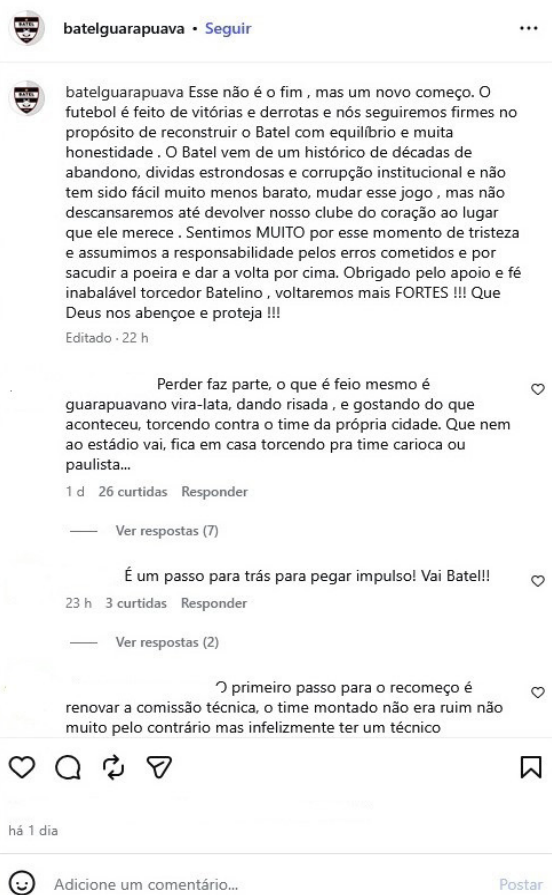 batelguarapuava • Seguir
batelguarapuava Esse não é o fim , mas um novo começo. O
futebol é feito de vitórias e derrotas e nós seguiremos firmes no
propósito de reconstruir o Batel com equilíbrio e muita
honestidade . O Batel vem de um histórico de décadas de
abandono, dividas estrondosas e corrupção institucional e não
tem sido fácil muito menos barato, mudar esse jogo , mas não
descansaremos até devolver nosso clube do coração ao lugar
que ele merece . Sentimos MUITO por esse momento de tristeza
e assumimos a responsabilidade pelos erros cometidos e por
sacudir a poeira e dar a volta por cima. Obrigado pelo apoio e fé
inabalável torcedor Batelino , voltaremos mais FORTES !!! Que
Deus nos abençoe e proteja !!!
Editado · 22 h
Perder faz parte, o que é feio mesmo é
guarapuavano vira-lata, dando risada , e gostando do que
aconteceu, torcendo contra o time da própria cidade. Que nem
ao estádio vai, fica em casa torcendo pra time carioca ou
paulista...
1 d 26 curtidas Responder
Ver respostas (7)
É um passo para trás para pegar impulso! Vai Batel!!
23 h 3 curtidas Responder
Ver respostas (2)
O primeiro passo para o recomeço é
renovar a comissão técnica, o time montado não era ruim não
muito pelo contrário mas infelizmente ter um técnico
há 1 dia
Adicione um comentário... Postar